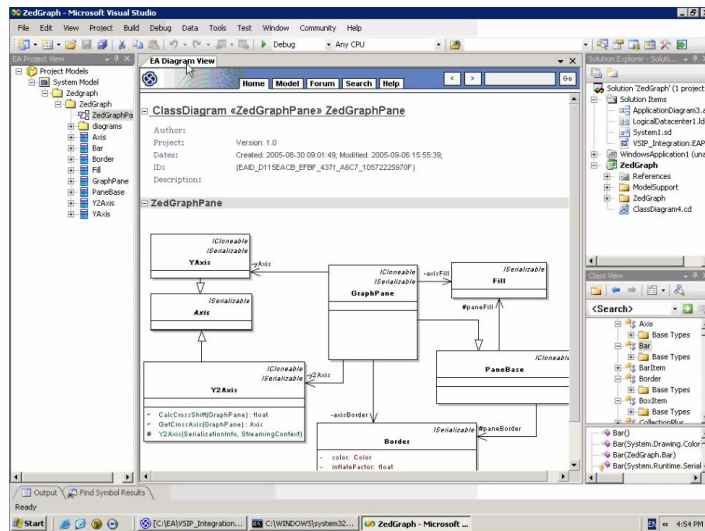 ZedGraph - Microsoft Visual Studio
File Edit View Project Build Debug Data Tools Test Window Community Help
Debug
Any CPU
EA Project View
Project Models
System Model
Zedgraph
ZedGraph
ZedGraphPa
diagrams
Axis
Bar
Border
Fill
GraphPane
PaneBase
Y2Axis
YAxis
EA Diagram View
Home Model Forum Search Help
< > Go
ClassDiagram «ZedGraphPane» ZedGraphPane
Author:
Project: Version: 1.0
Dates: Created: 2005-08-30 09:01:49; Modified: 2005-09-06 15:55:39;
ID: {EAID_D115EACB_EFBF_437f_A6C7_10572225970F}
Description:
ZedGraphPane
ICloneable
ISerializable
YAxis
-yAxis
ISerializable
Axis
ICloneable
ISerializable
GraphPane
-axisFill
ISerializable
Fill
#paneFill
ICloneable
PaneBase
ICloneable
ISerializable
Y2Axis
-y2Axis
- CalcCrossShift(GraphPane) : float
~ GetCrossAxis(GraphPane) : Axis
# Y2Axis(SerializationInfo, StreamingContext)
-axisBorder
ISerializable
#paneBorder
Border
- color: Color
- inflateFactor: float
Solution Explorer - Soluti...
Solution 'ZedGraph' (1 project
Solution Items
ApplicationDiagram3.a
LogicalDatacenter1.ldd
System1.sd
VSIP_Integration.EAP
WindowsApplication1 (una
ZedGraph
References
ModelSupport
ZedGraph
ClassDiagram4.cd
Class View
<Search>
Axis
Base Types
Bar
Base Types
BarItem
Border
Base Types
BoxItem
Base Types
CollectionPlus
Bar()
Bar(System.Drawing.Color
Bar(ZedGraph.Bar)
Bar(System.Runtime.Serial
Output Find Symbol Results
Ready
Start
[C:\EA\VSIP_Integration...
C:\WINDOWS\system32...
ZedGraph - Microsoft ...
EN
«
4:54 PM